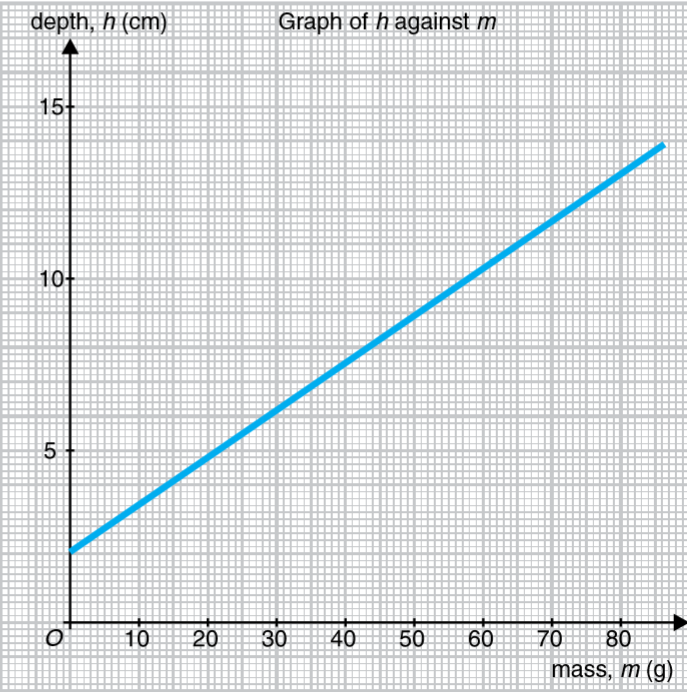 depth, h (cm)
Graph of h against m
15
10
5
O
10 20 30 40 50 60 70 80
mass, m (g)